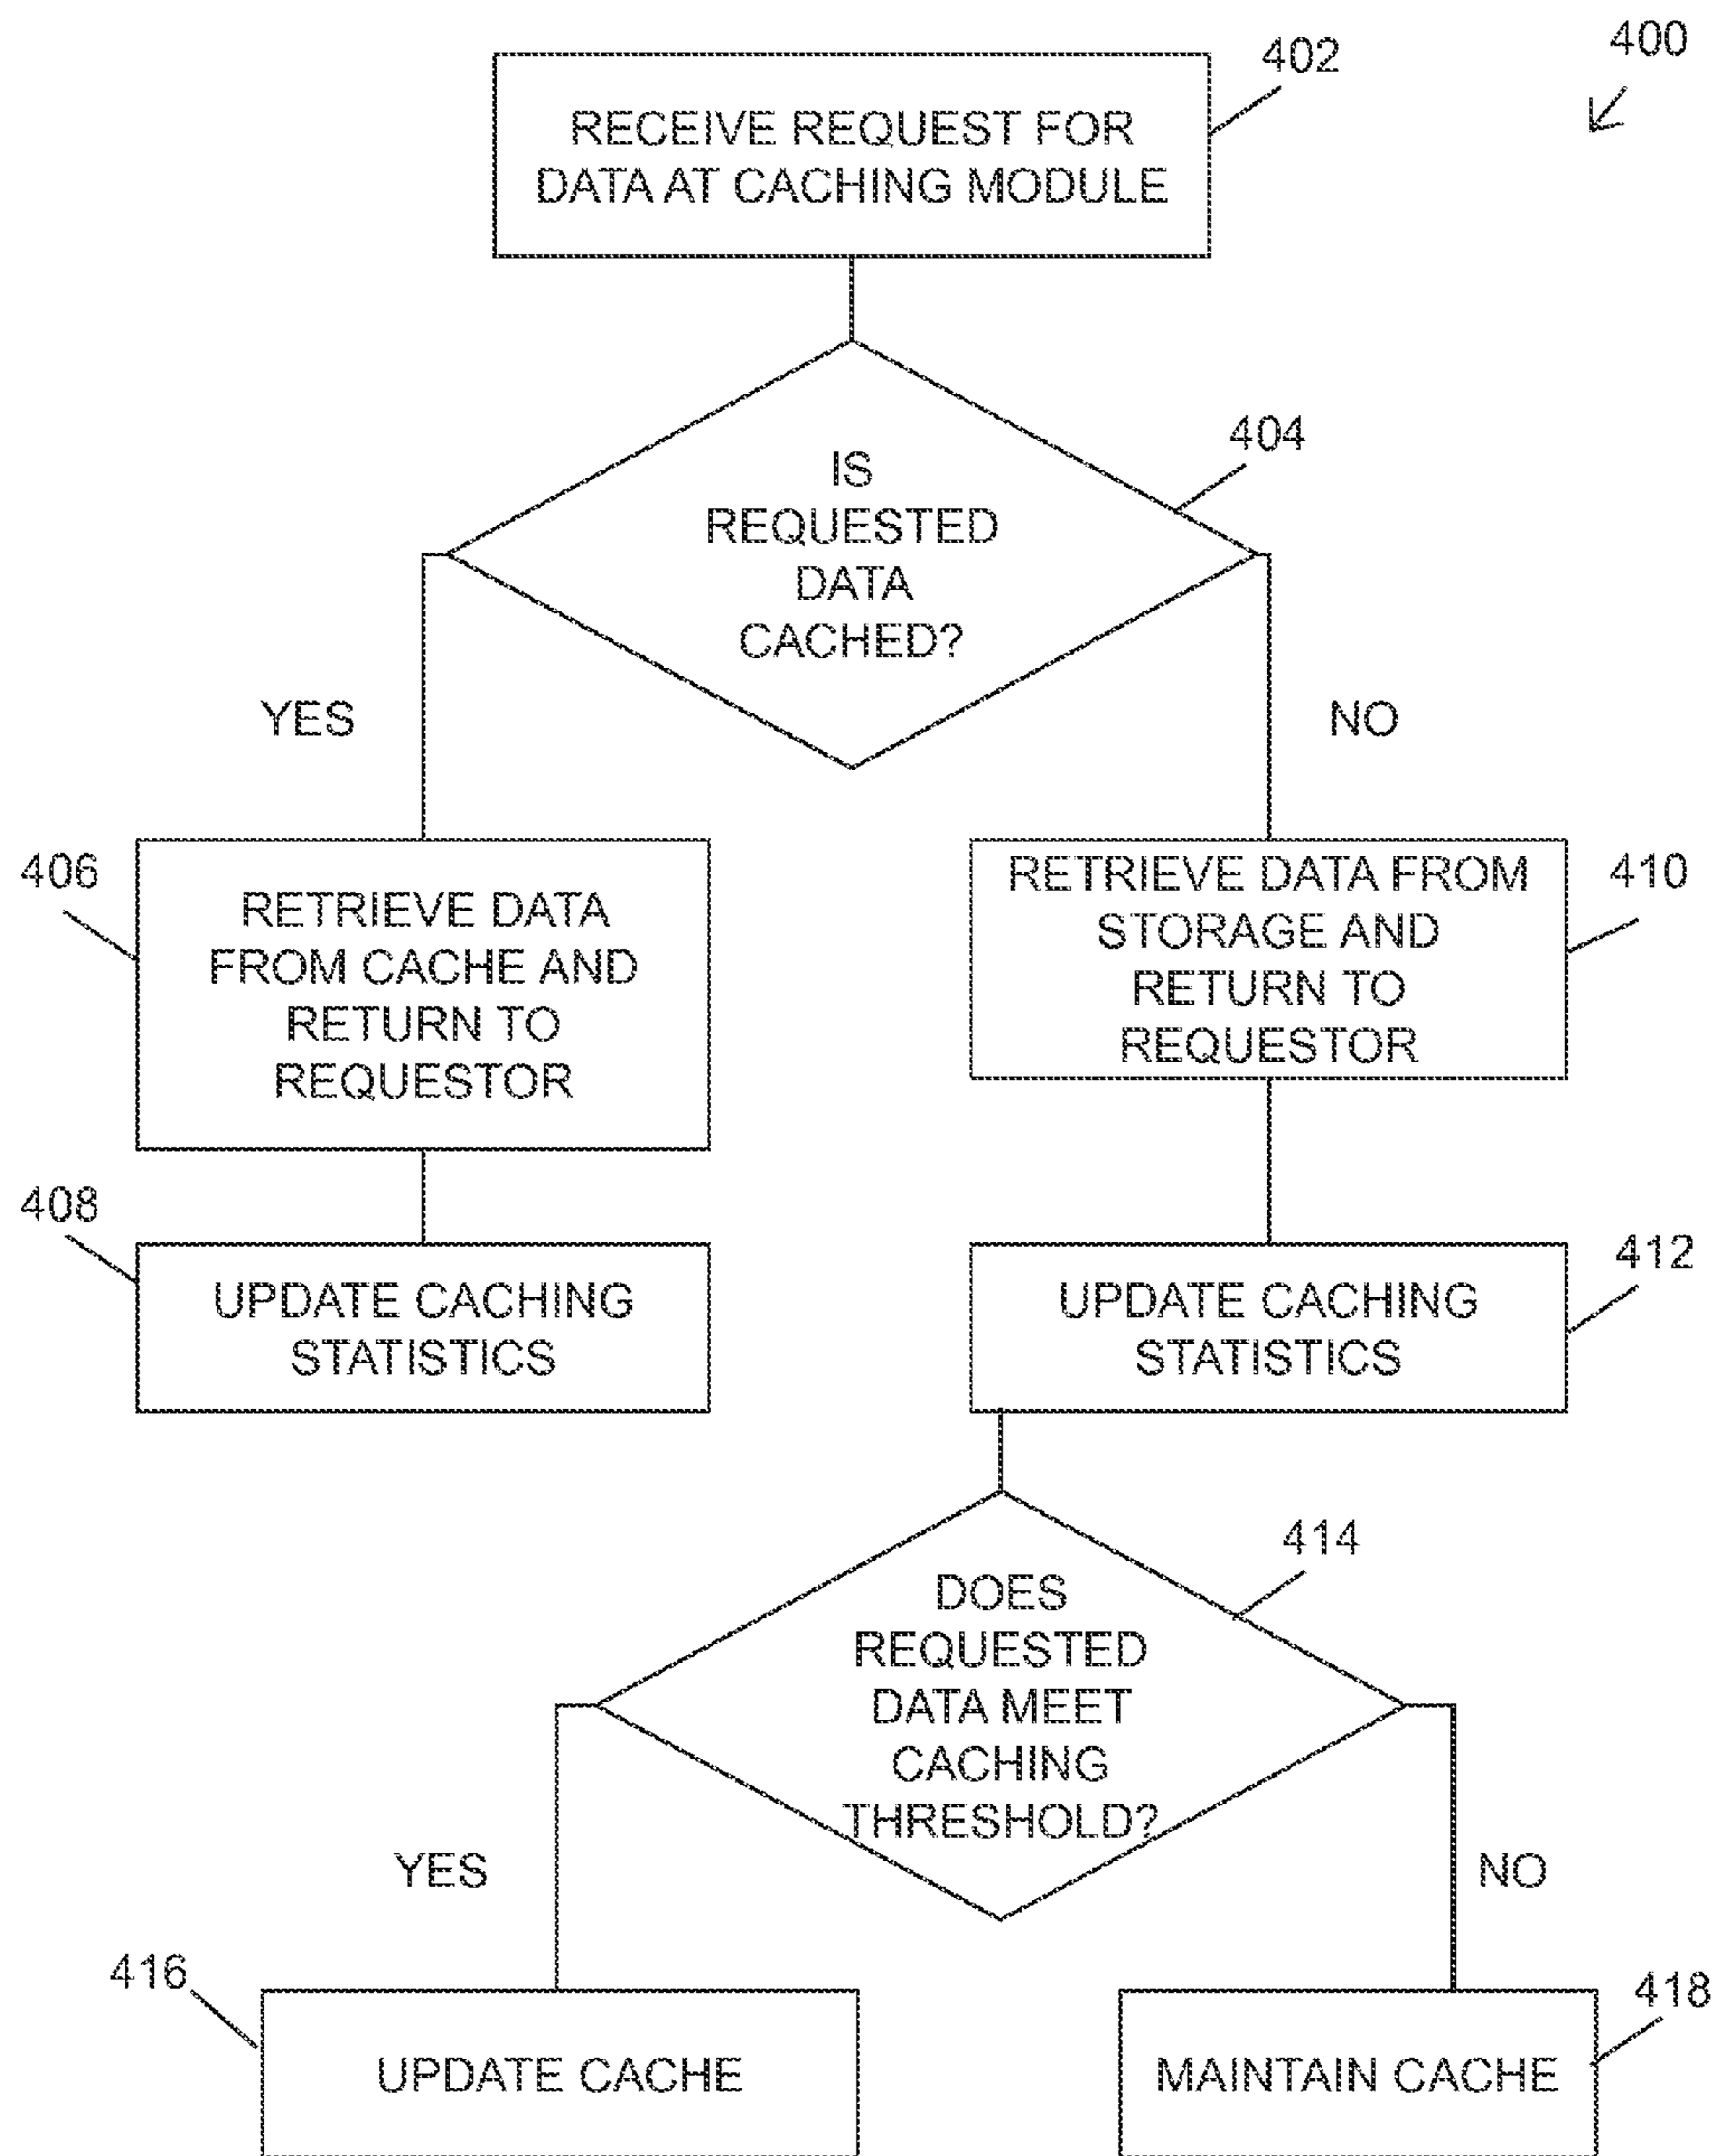 400
402
RECEIVE REQUEST FOR
DATA AT CACHING MODULE
404
IS
REQUESTED
DATA
CACHED?
YES
NO
406
RETRIEVE DATA
FROM CACHE AND
RETURN TO
REQUESTOR
410
RETRIEVE DATA FROM
STORAGE AND
RETURN TO
REQUESTOR
408
UPDATE CACHING
STATISTICS
412
UPDATE CACHING
STATISTICS
414
DOES
REQUESTED
DATA MEET
CACHING
THRESHOLD?
YES
NO
416
UPDATE CACHE
418
MAINTAIN CACHE